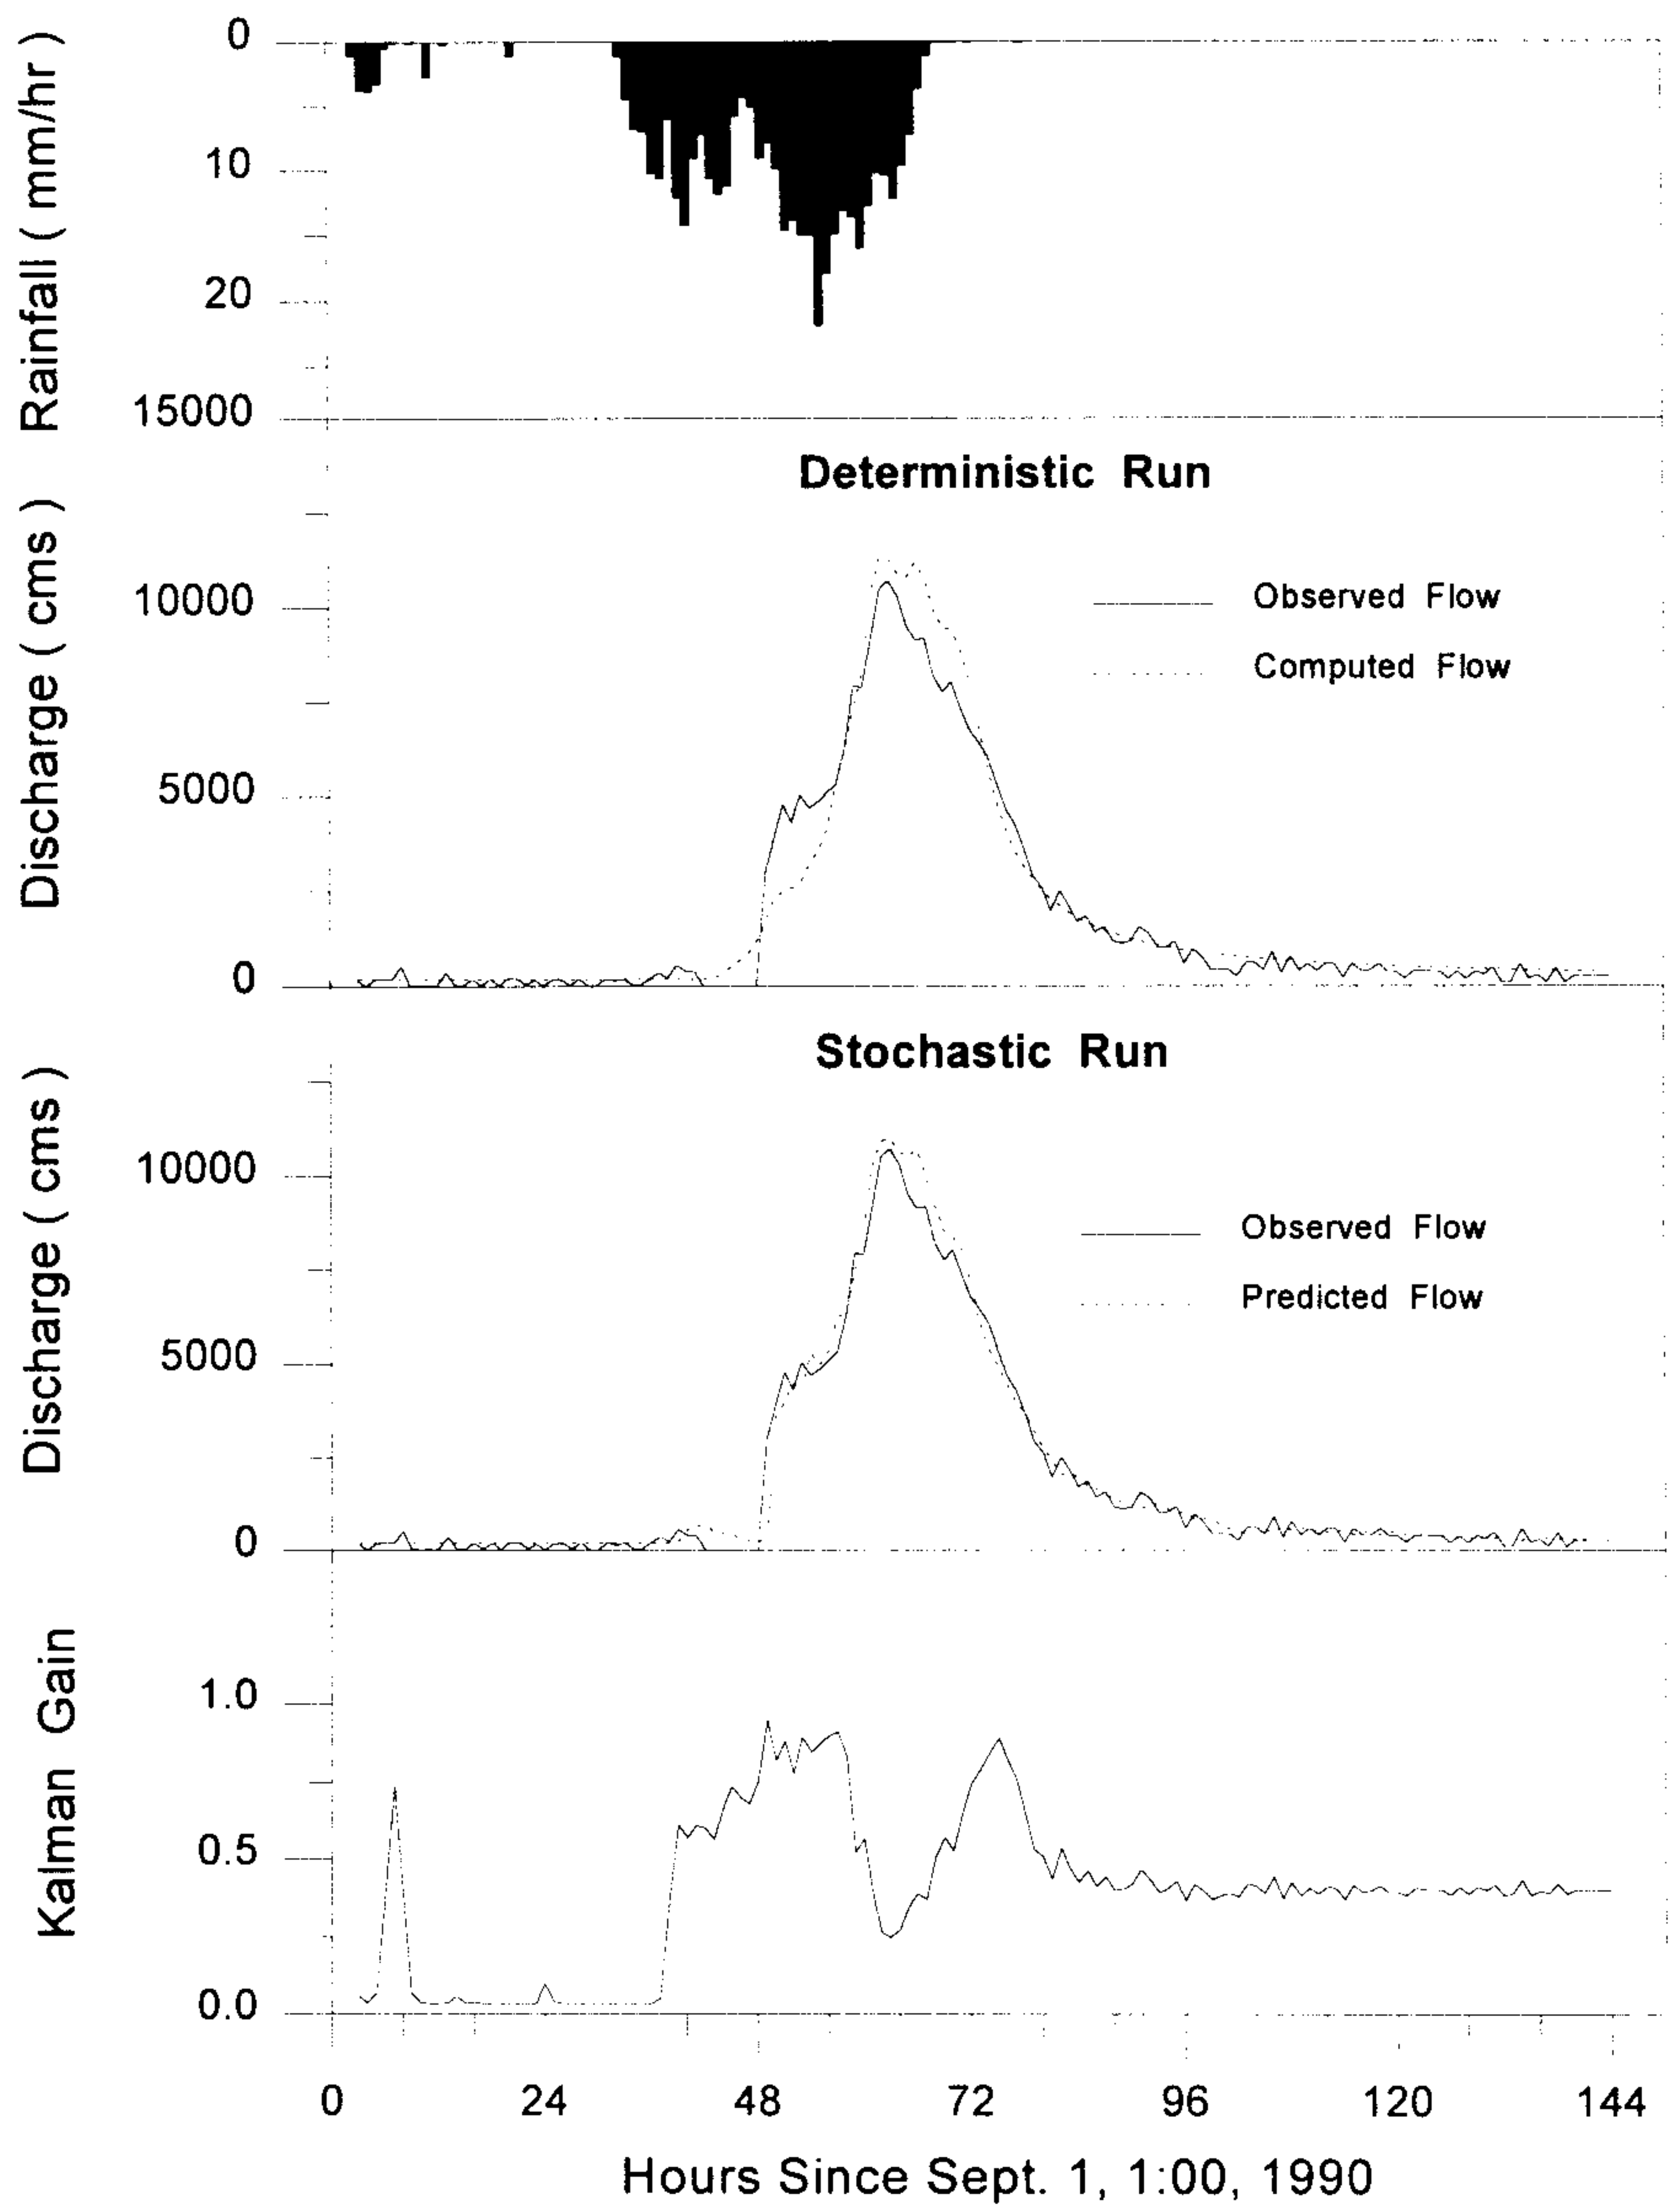 Rainfall ( mm/hr )
0
10
20
15000
Deterministic Run
Discharge ( cms )
10000
5000
0
Observed Flow
Computed Flow
Stochastic Run
Discharge ( cms )
10000
5000
0
Observed Flow
Predicted Flow
Kalman Gain
1.0
0.5
0.0
0 24 48 72 96 120 144
Hours Since Sept. 1, 1:00, 1990